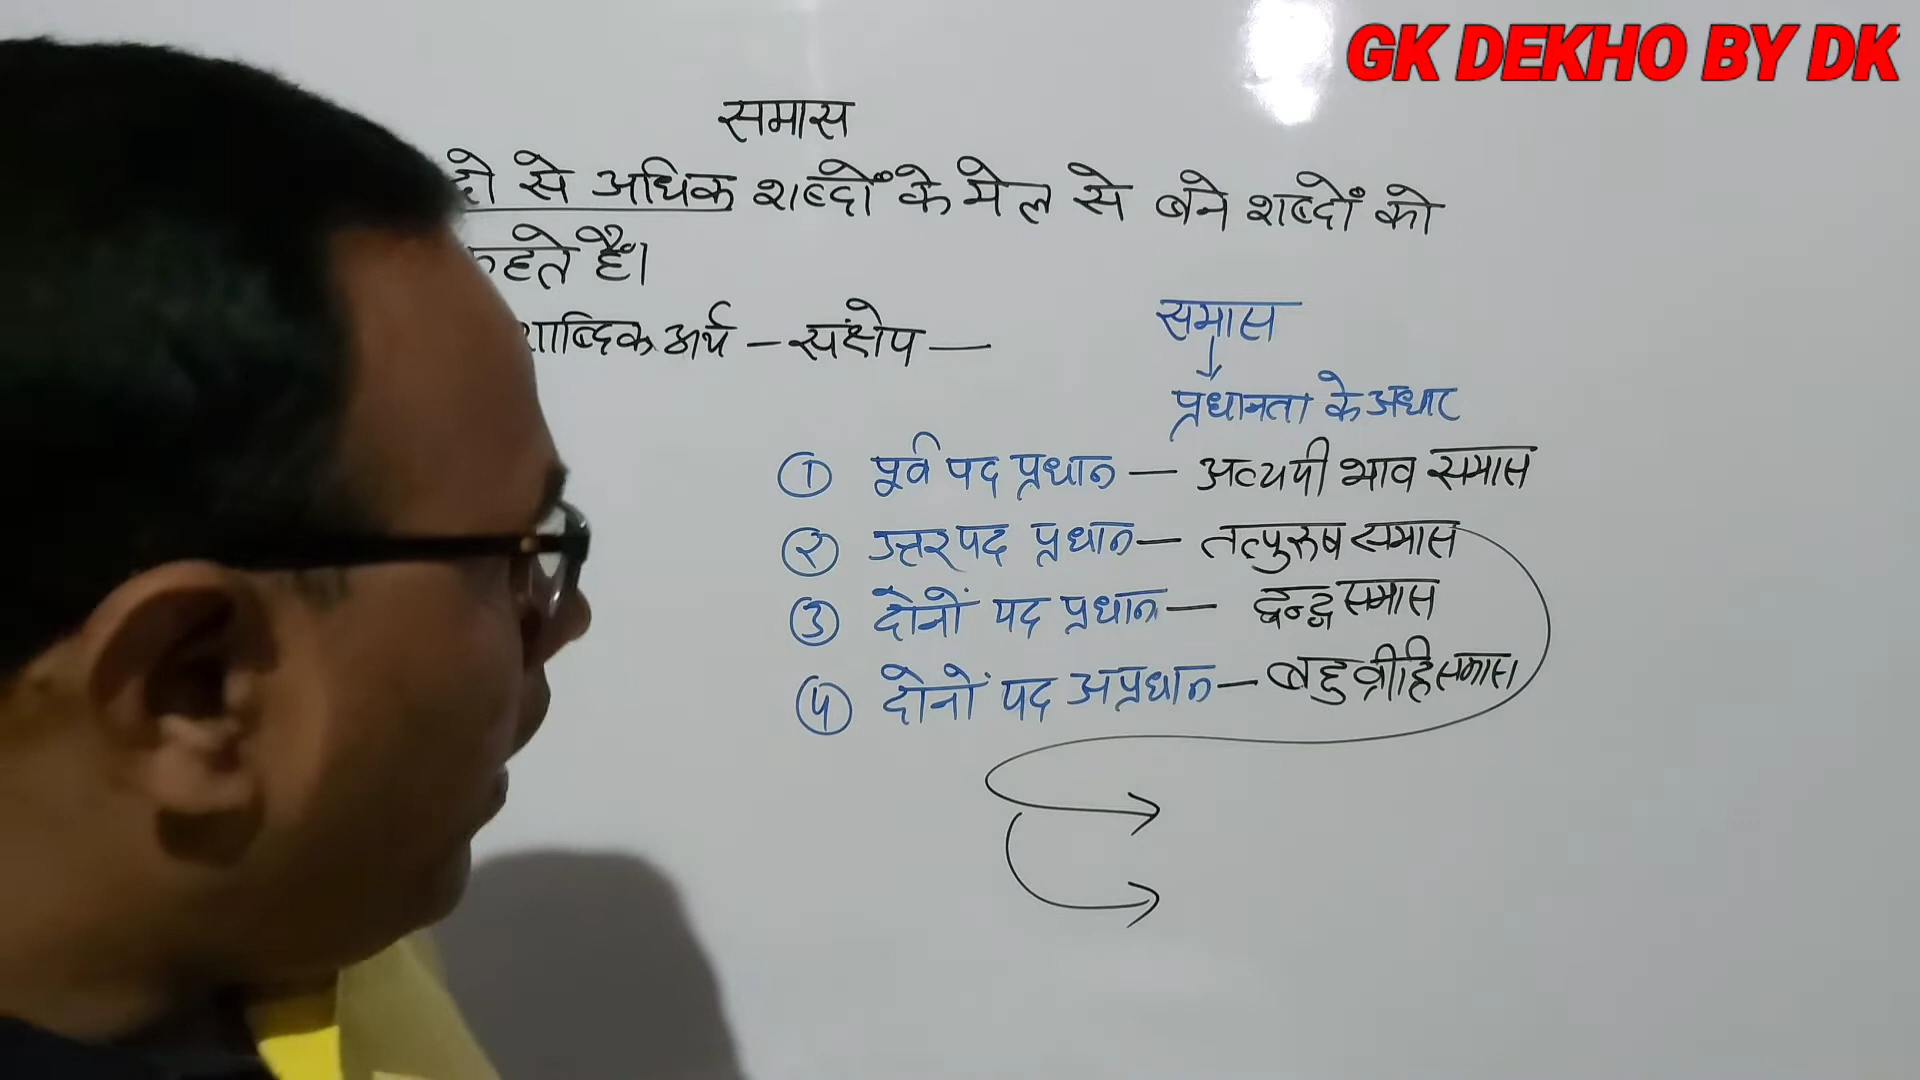 GK DEKHO BY DK
समास
दो से अधिक शब्दों के मेल से बने शब्दों को
कहते हैं।
शाब्दिक अर्थ – संक्षेप –
समास
प्रधानता के अधार
① पूर्व पद प्रधान – अव्ययी भाव समास
② उत्तर पद प्रधान – तत्पुरुष समास
③ दोनों पद प्रधान – द्वन्द्व समास
④ दोनों पद अप्रधान – बहुव्रीहि समास